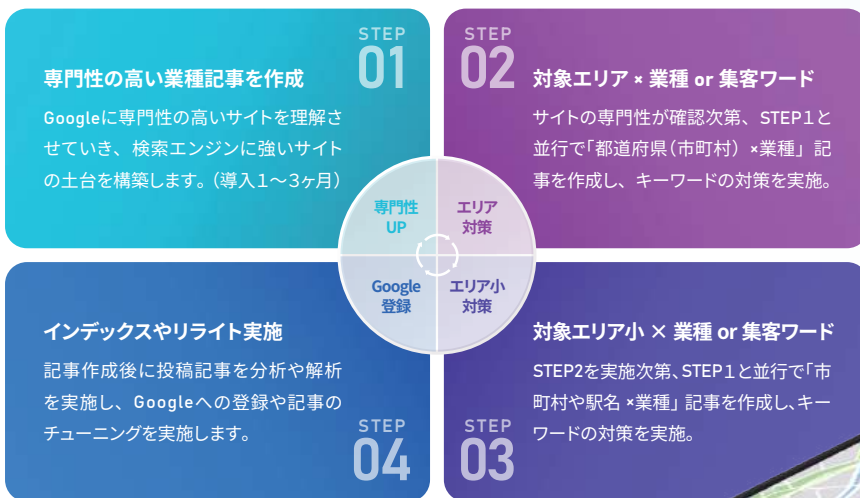 STEP
01
専門性の高い業種記事を作成
Googleに専門性の高いサイトを理解さ
せていき、検索エンジンに強いサイト
の土台を構築します。(導入1〜3ヶ月)
STEP
02
対象エリア × 業種 or 集客ワード
サイトの専門性が確認次第、STEP1と
並行で「都道府県(市町村) ×業種」記
事を作成し、キーワードの対策を実施。
専門性
UP
エリア
対策
Google
登録
エリア小
対策
対象エリア小 × 業種 or 集客ワード
STEP2を実施次第、STEP1と並行で「市
町村や駅名 ×業種」記事を作成し、キー
ワードの対策を実施。
STEP
03
インデックスやリライト実施
記事作成後に投稿記事を分析や解析
を実施し、Googleへの登録や記事の
チューニングを実施します。
STEP
04